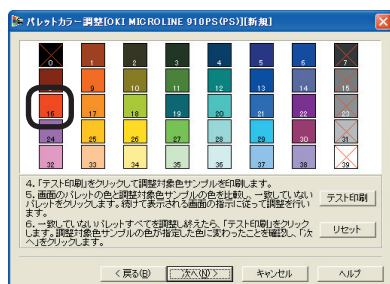 パレットカラー調整[OKI MICROLINE 910PS(PS)][新規]
0 1 2 3 4 5 6 7
9 10 11 12 13 14 15
16 17 18 19 20 21 22 23
24 25 26 27 28 29 30 31
32 33 34 35 36 37 38 39
4.「テスト印刷」をクリックして調整対象色サンプルを印刷します。
5. 画面のパレットの色と調整対象色サンプルの色を比較し、一致していない
パレットをクリックします。続けて表示される画面の指示に従って調整を行い
ます。
テスト印刷
6. 一致していないパレットすべてを調整し終えたら、「テスト印刷」をクリック
します。調整対象色サンプルの色が指定した色に変わったことを確認し、「次
へ」をクリックします。
リセット
< 戻る(B)
次へ(N) >
キャンセル
ヘルプ